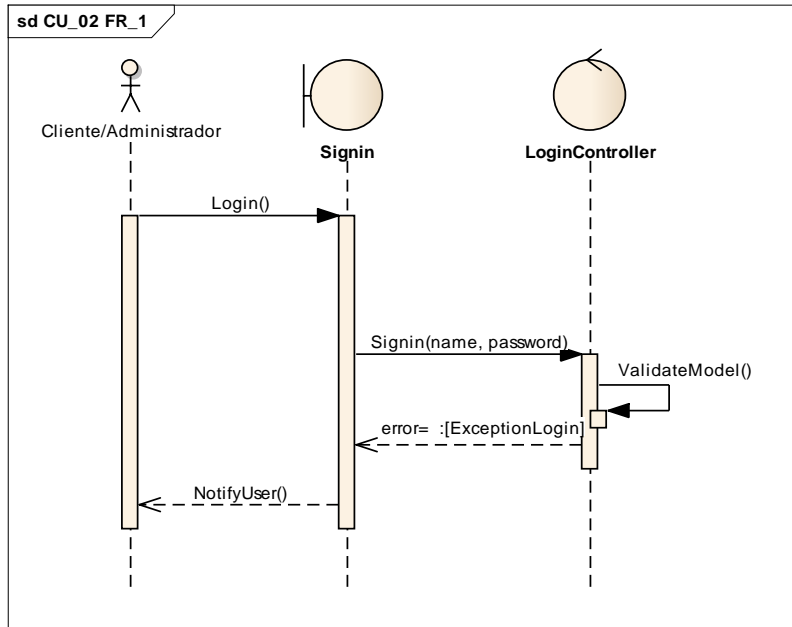 sd CU_02 FR_1
Cliente/Administrador
Signin
LoginController
Login()
Signin(name, password)
ValidateModel()
error= :[ExceptionLogin]
NotifyUser()